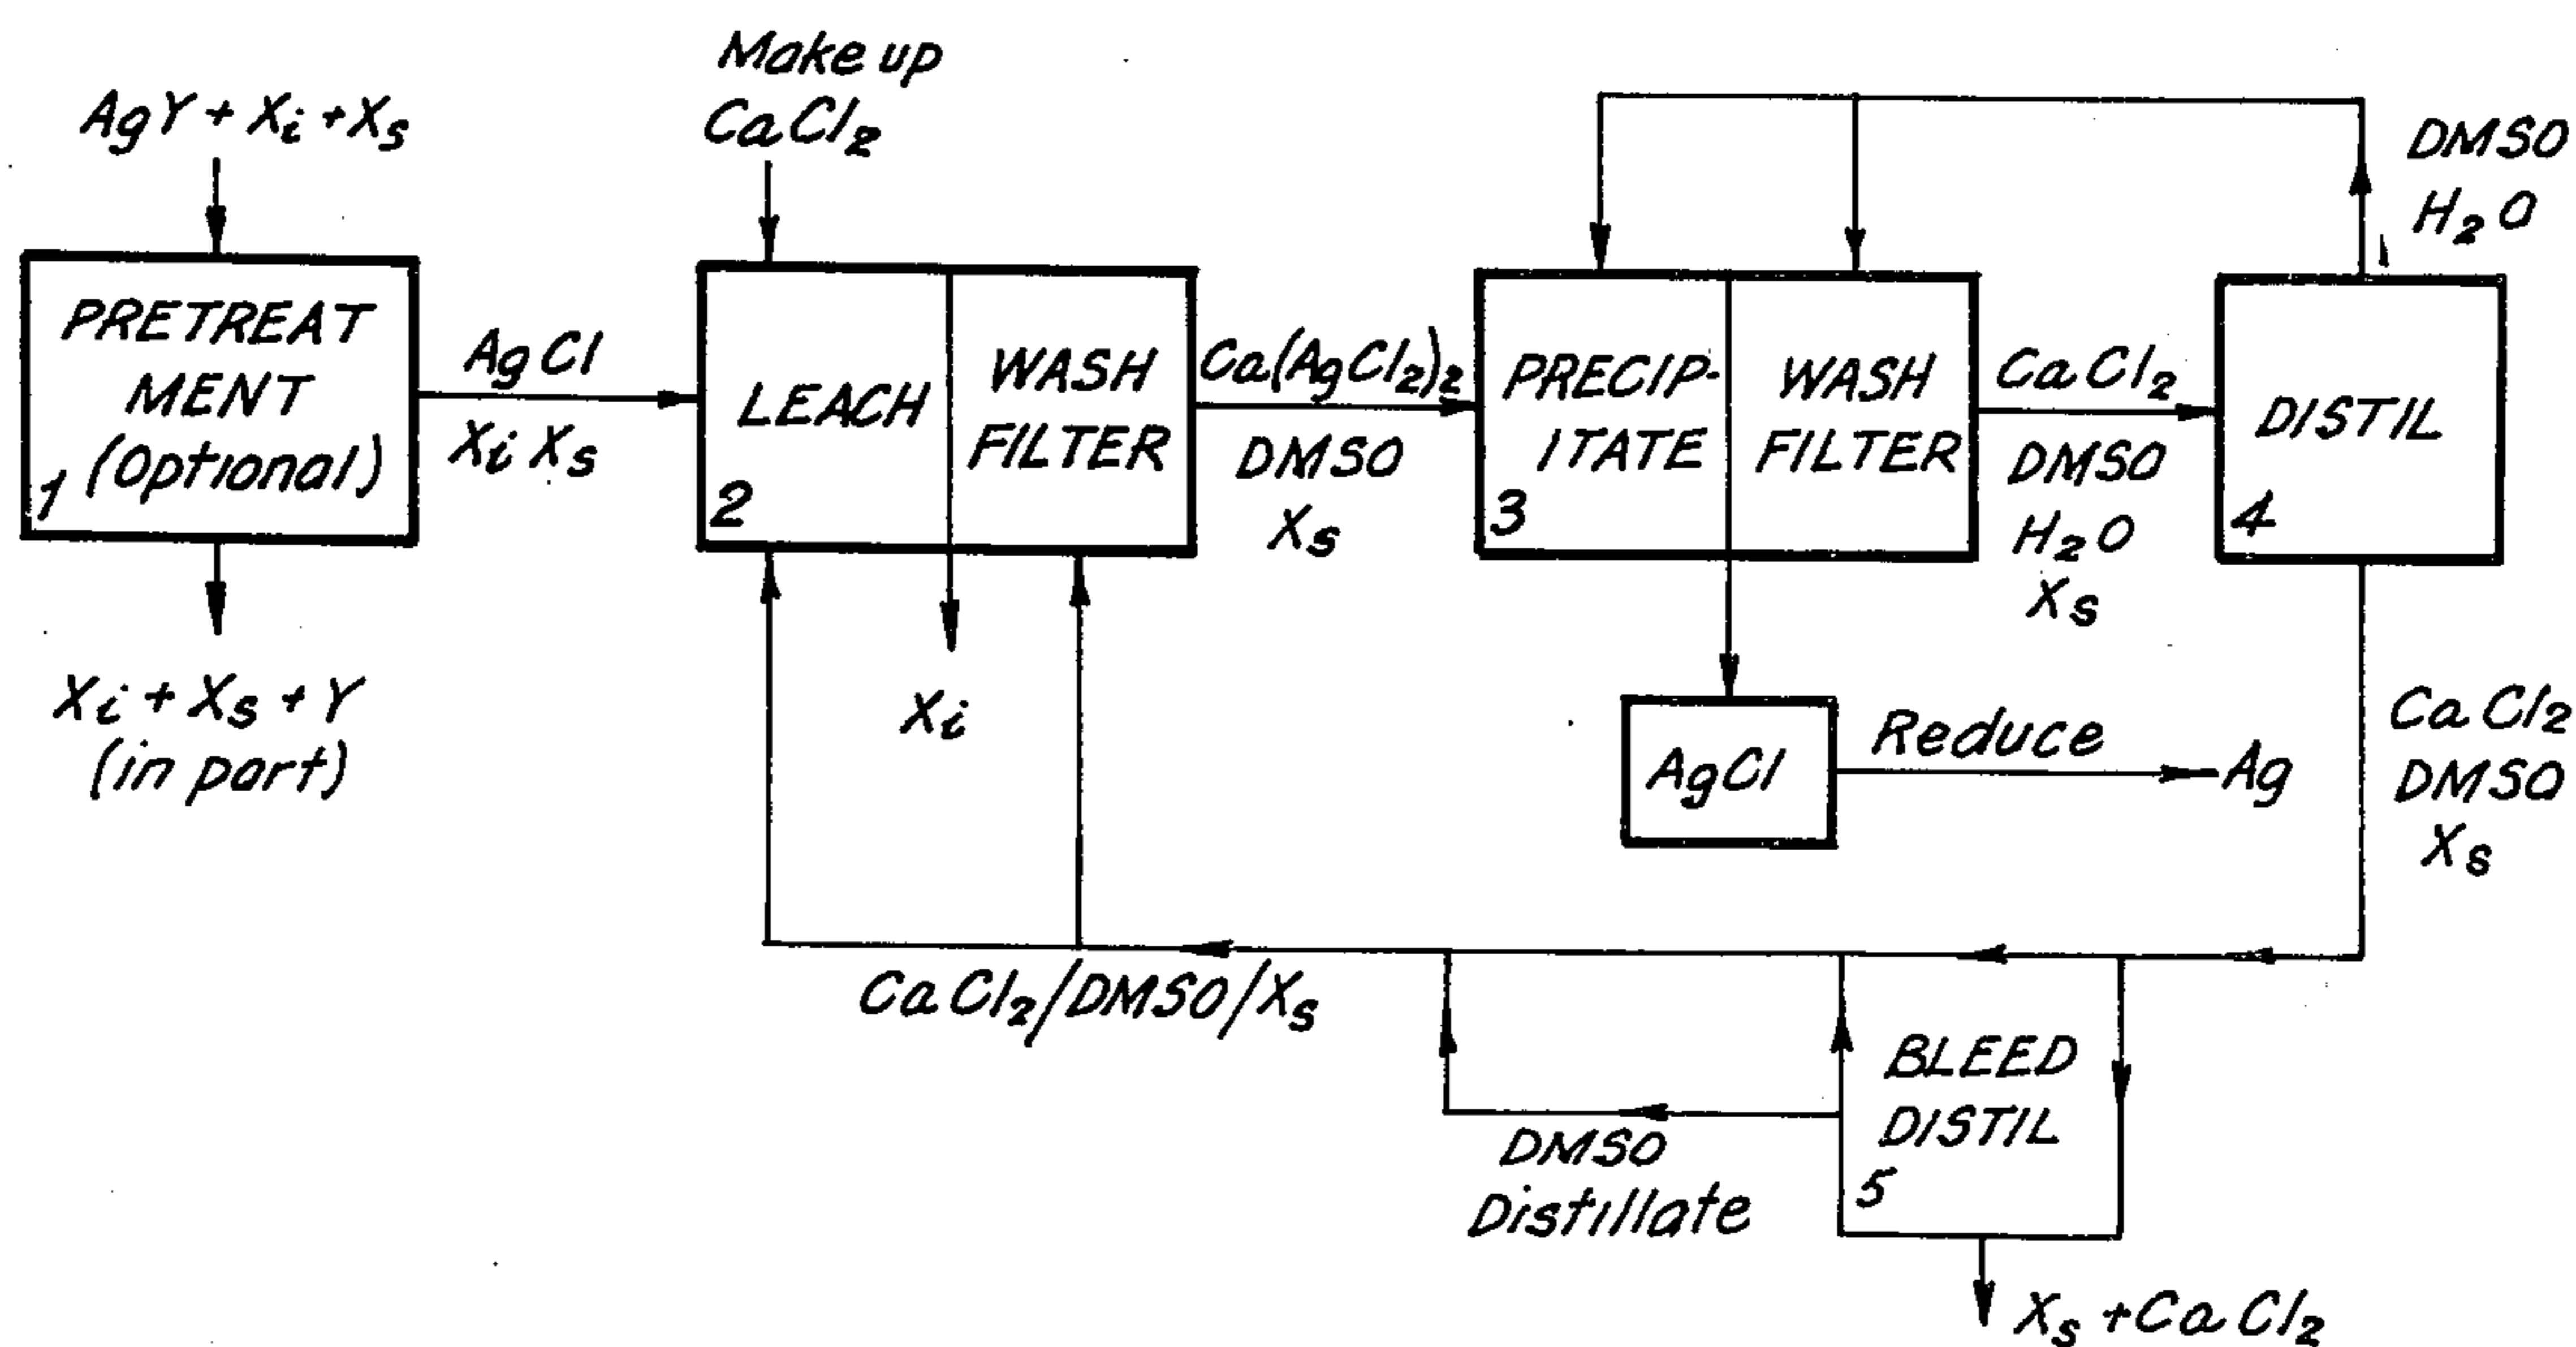 AgY + Xi + Xs
PRETREAT
MENT
(Optional)
1
Xi + Xs + Y
(in part)
AgCl
Xi Xs
Make up
CaCl2
LEACH
2
WASH
FILTER
Xi
Ca(AgCl2)2
DMSO
Xs
PRECIP-
ITATE
3
WASH
FILTER
AgCl
Reduce
Ag
CaCl2
DMSO
H2O
Xs
DISTIL
4
DMSO
H2O
CaCl2
DMSO
Xs
CaCl2/DMSO/Xs
DMSO
Distillate
BLEED
DISTIL
5
Xs + CaCl2